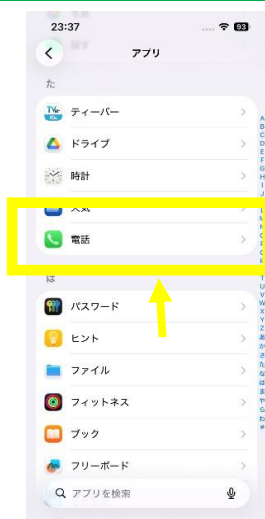 23:37
93
アプリ
た
ティーバー
ドライブ
時計
天気
電話
は
パスワード
ヒント
ファイル
フィットネス
ブック
フリーボード
アプリを検索